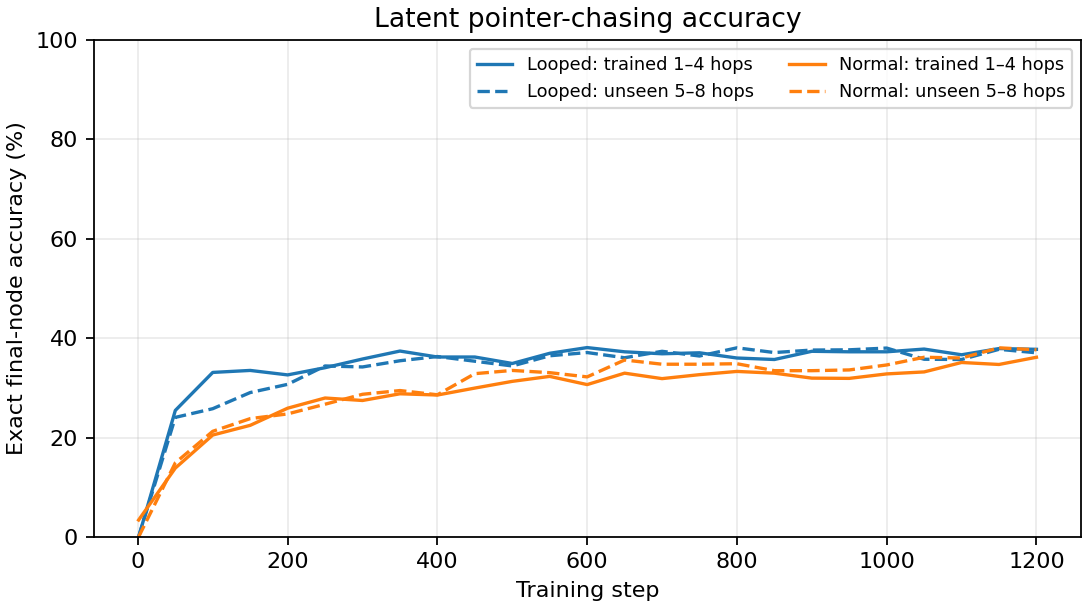 Latent pointer-chasing accuracy
Looped: trained 1–4 hops
Looped: unseen 5–8 hops
Normal: trained 1–4 hops
Normal: unseen 5–8 hops
Exact final-node accuracy (%)
100
80
60
40
20
0
0 200 400 600 800 1000 1200
Training step